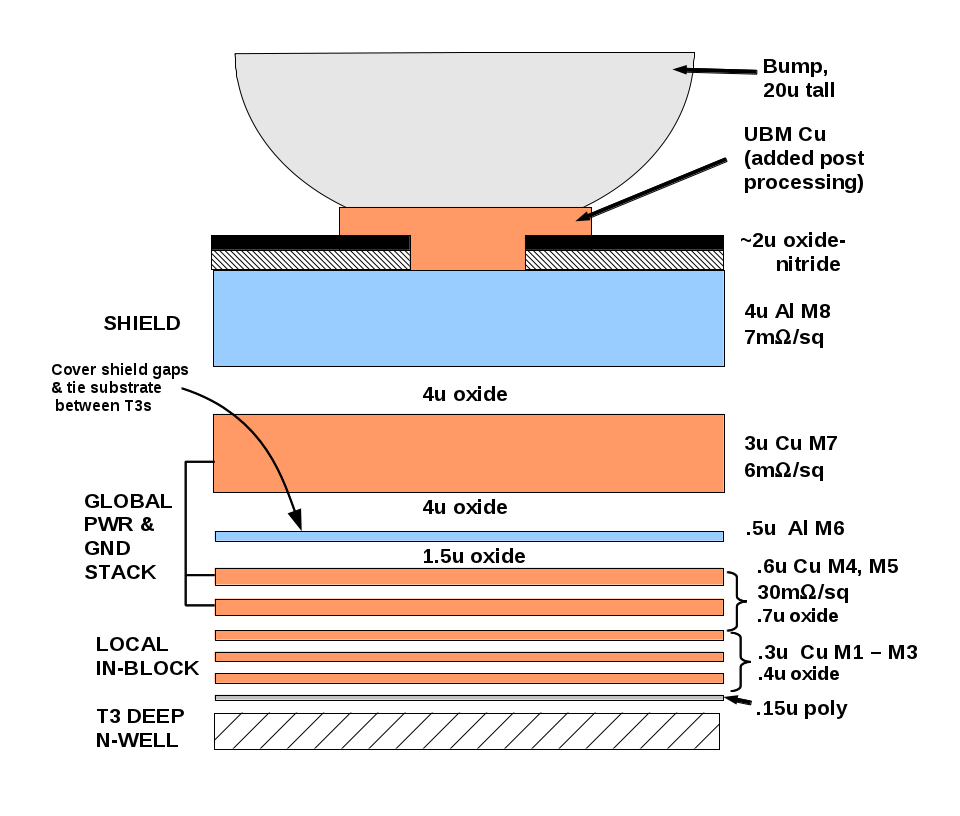 Bump,
20u tall
UBM Cu
(added post
processing)
~2u oxide-
nitride
4u Al M8
7mΩ/sq
SHIELD
Cover shield gaps
& tie substrate
between T3s
4u oxide
3u Cu M7
6mΩ/sq
4u oxide
GLOBAL
PWR &
GND
STACK
.5u Al M6
1.5u oxide
.6u Cu M4, M5
30mΩ/sq
.7u oxide
LOCAL
IN-BLOCK
.3u Cu M1 – M3
.4u oxide
.15u poly
T3 DEEP
N-WELL